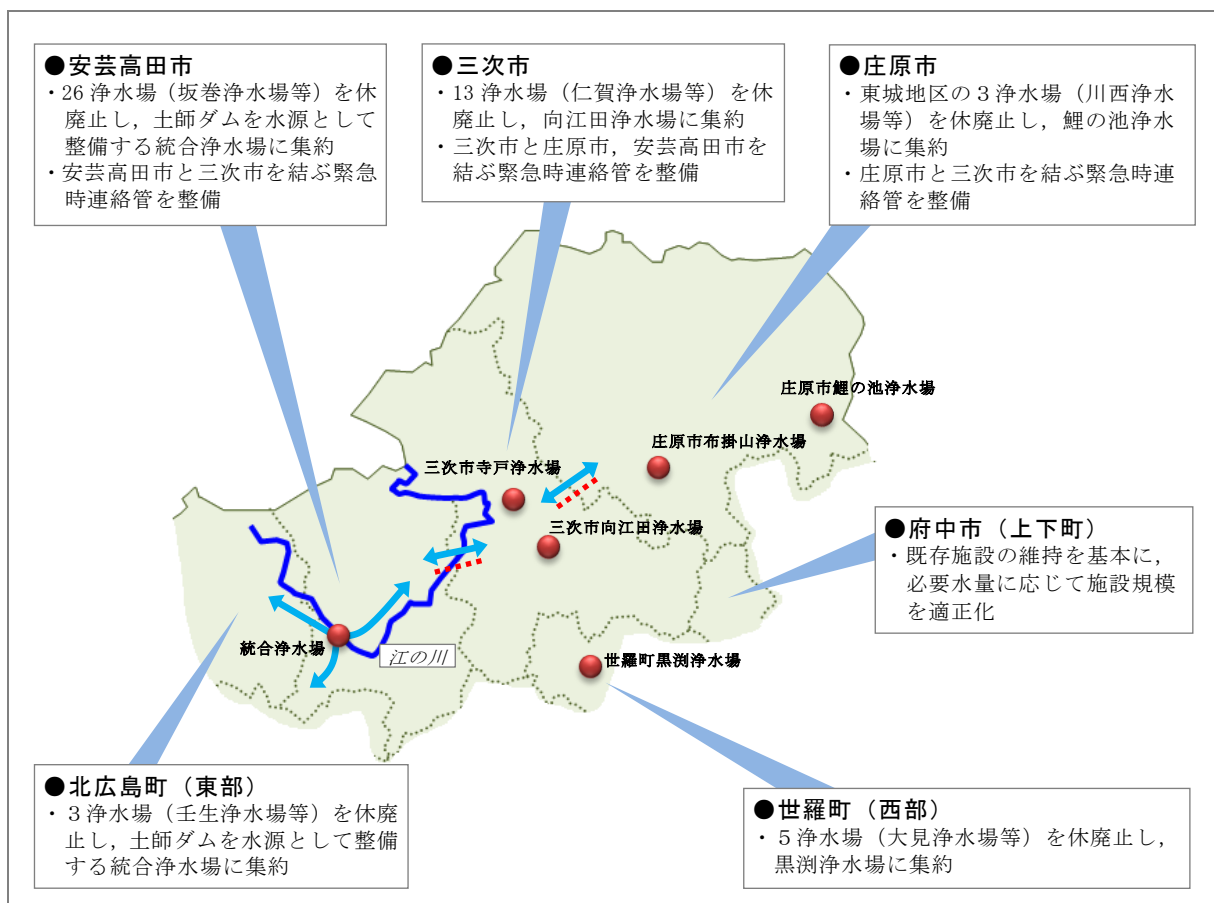 ●安芸高田市
・26 浄水場（坂巻浄水場等）を休
廃止し，土師ダムを水源として
整備する統合浄水場に集約
・安芸高田市と三次市を結ぶ緊急
時連絡管を整備
●三次市
・13 浄水場（仁賀浄水場等）を休
廃止し，向江田浄水場に集約
・三次市と庄原市，安芸高田市を
結ぶ緊急時連絡管を整備
●庄原市
・東城地区の３浄水場（川西浄水
場等）を休廃止し，鯉の池浄水
場に集約
・庄原市と三次市を結ぶ緊急時連
絡管を整備
庄原市鯉の池浄水場
庄原市布掛山浄水場
三次市寺戸浄水場
三次市向江田浄水場
●府中市（上下町）
・既存施設の維持を基本に，
必要水量に応じて施設規模
を適正化
統合浄水場
江の川
世羅町黒渕浄水場
●北広島町（東部）
・３浄水場（壬生浄水場等）を休廃
止し，土師ダムを水源として整備
する統合浄水場に集約
●世羅町（西部）
・５浄水場（大見浄水場等）を休廃止し，
黒渕浄水場に集約